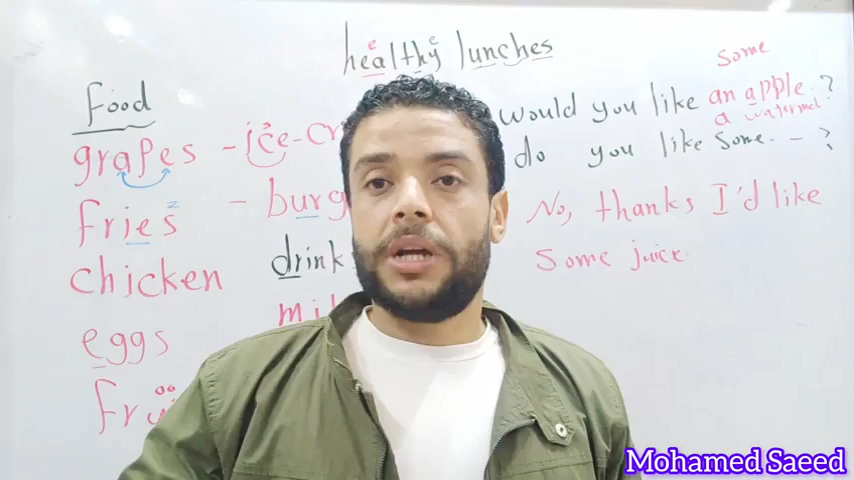 healthy lunches
Food
grapes
fries
chicken
eggs
- ice-cr
- burg
drink
mil
some
would you like an apple. ?
a watermel.
do you like some. - ?
No, thanks I'd like
some juice.
Mohamed Saeed